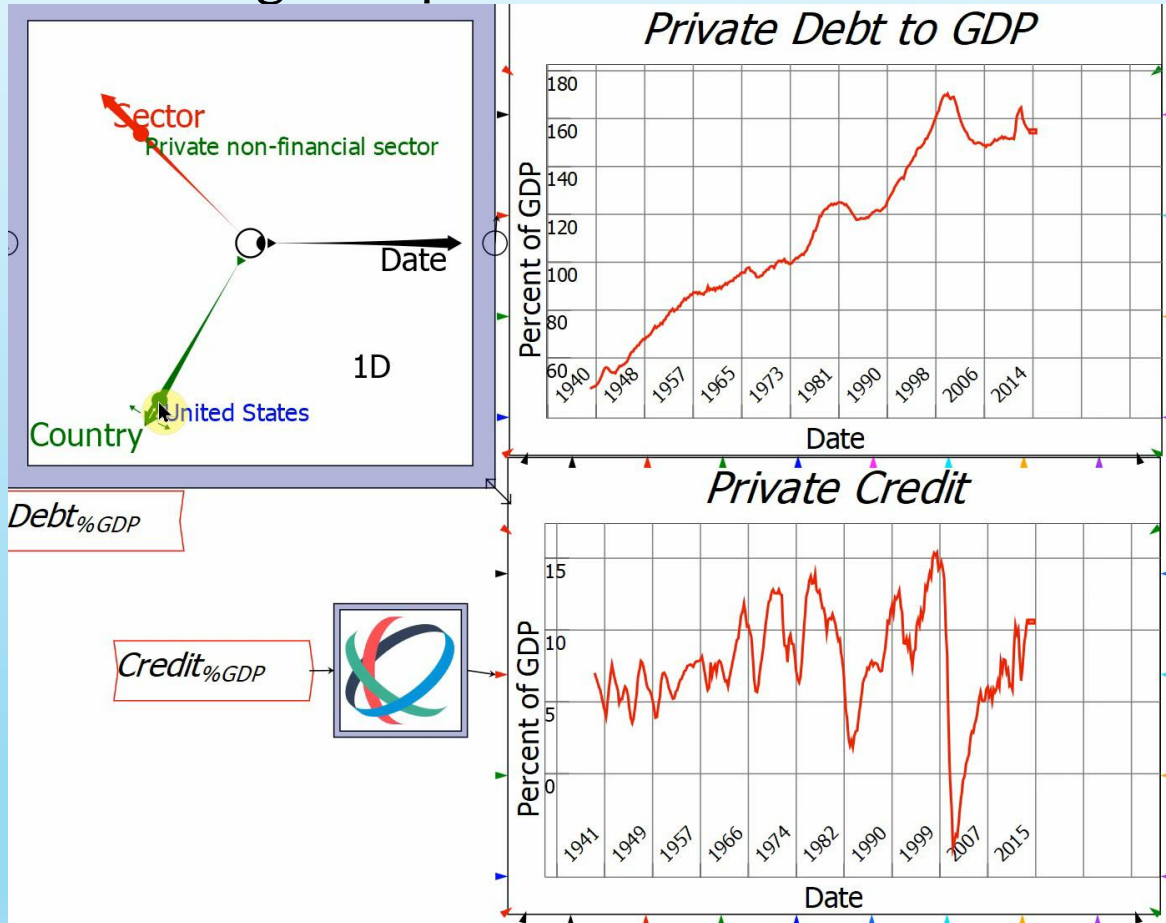 Sector
Private non-financial sector
Date
1D
United States
Country
Debt%GDP
Credit%GDP
Private Debt to GDP
Percent of GDP
180
160
140
120
100
80
60
1940 1948 1957 1965 1973 1981 1990 1998 2006 2014
Date
Private Credit
Percent of GDP
15
10
5
0
1941 1949 1957 1966 1974 1982 1990 1999 2007 2015
Date